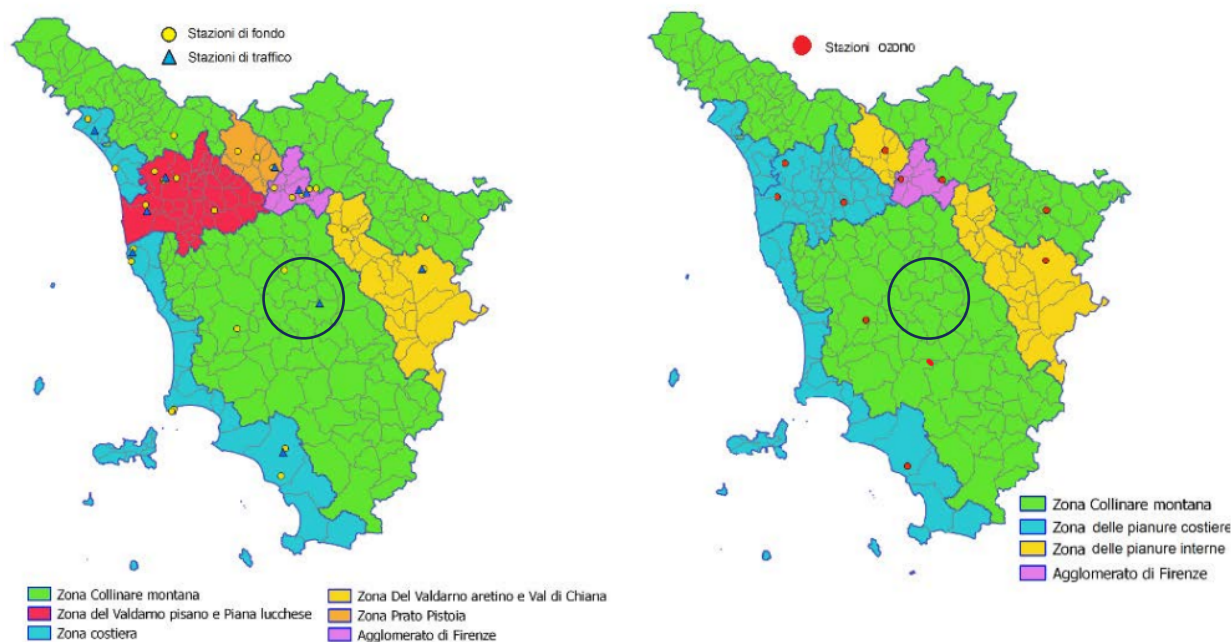 Stazioni di fondo
Stazioni di traffico
Stazioni ozono
Zona Collinare montana
Zona del Valdarno pisano e Piana lucchese
Zona costiera
Zona Del Valdarno aretino e Val di Chiana
Zona Prato Pistoia
Agglomerato di Firenze
Zona Collinare montana
Zona delle pianure costiere
Zona delle pianure interne
Agglomerato di Firenze